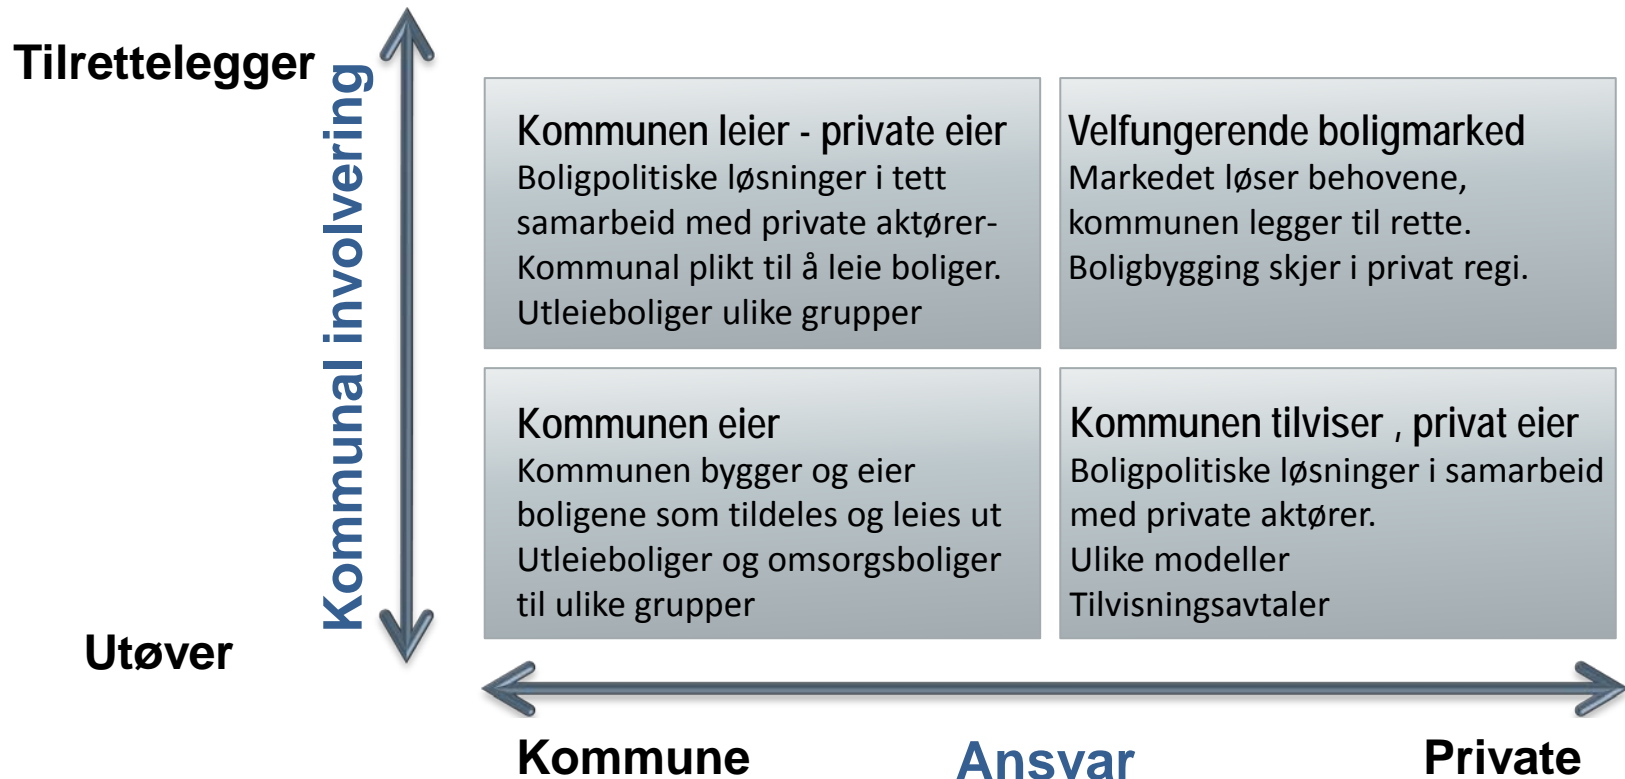 Tilrettelegger
Kommunal involvering
Utøver
Kommunen leier - private eier
Boligpolitiske løsninger i tett
samarbeid med private aktører-
Kommunal plikt til å leie boliger.
Utleieboliger ulike grupper
Velfungerende boligmarked
Markedet løser behovene,
kommunen legger til rette.
Boligbygging skjer i privat regi.
Kommunen eier
Kommunen bygger og eier
boligene som tildeles og leies ut
Utleieboliger og omsorgsboliger
til ulike grupper
Kommunen tilviser , privat eier
Boligpolitiske løsninger i samarbeid
med private aktører.
Ulike modeller
Tilvisningsavtaler
Kommune
Ansvar
Private